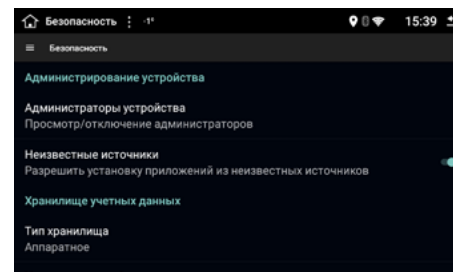 Безопасность -1° 15:39
Безопасность
Администрирование устройства
Администраторы устройства
Просмотр/отключение администраторов
Неизвестные источники
Разрешить установку приложений из неизвестных источников
Хранилище учетных данных
Тип хранилища
Аппаратное